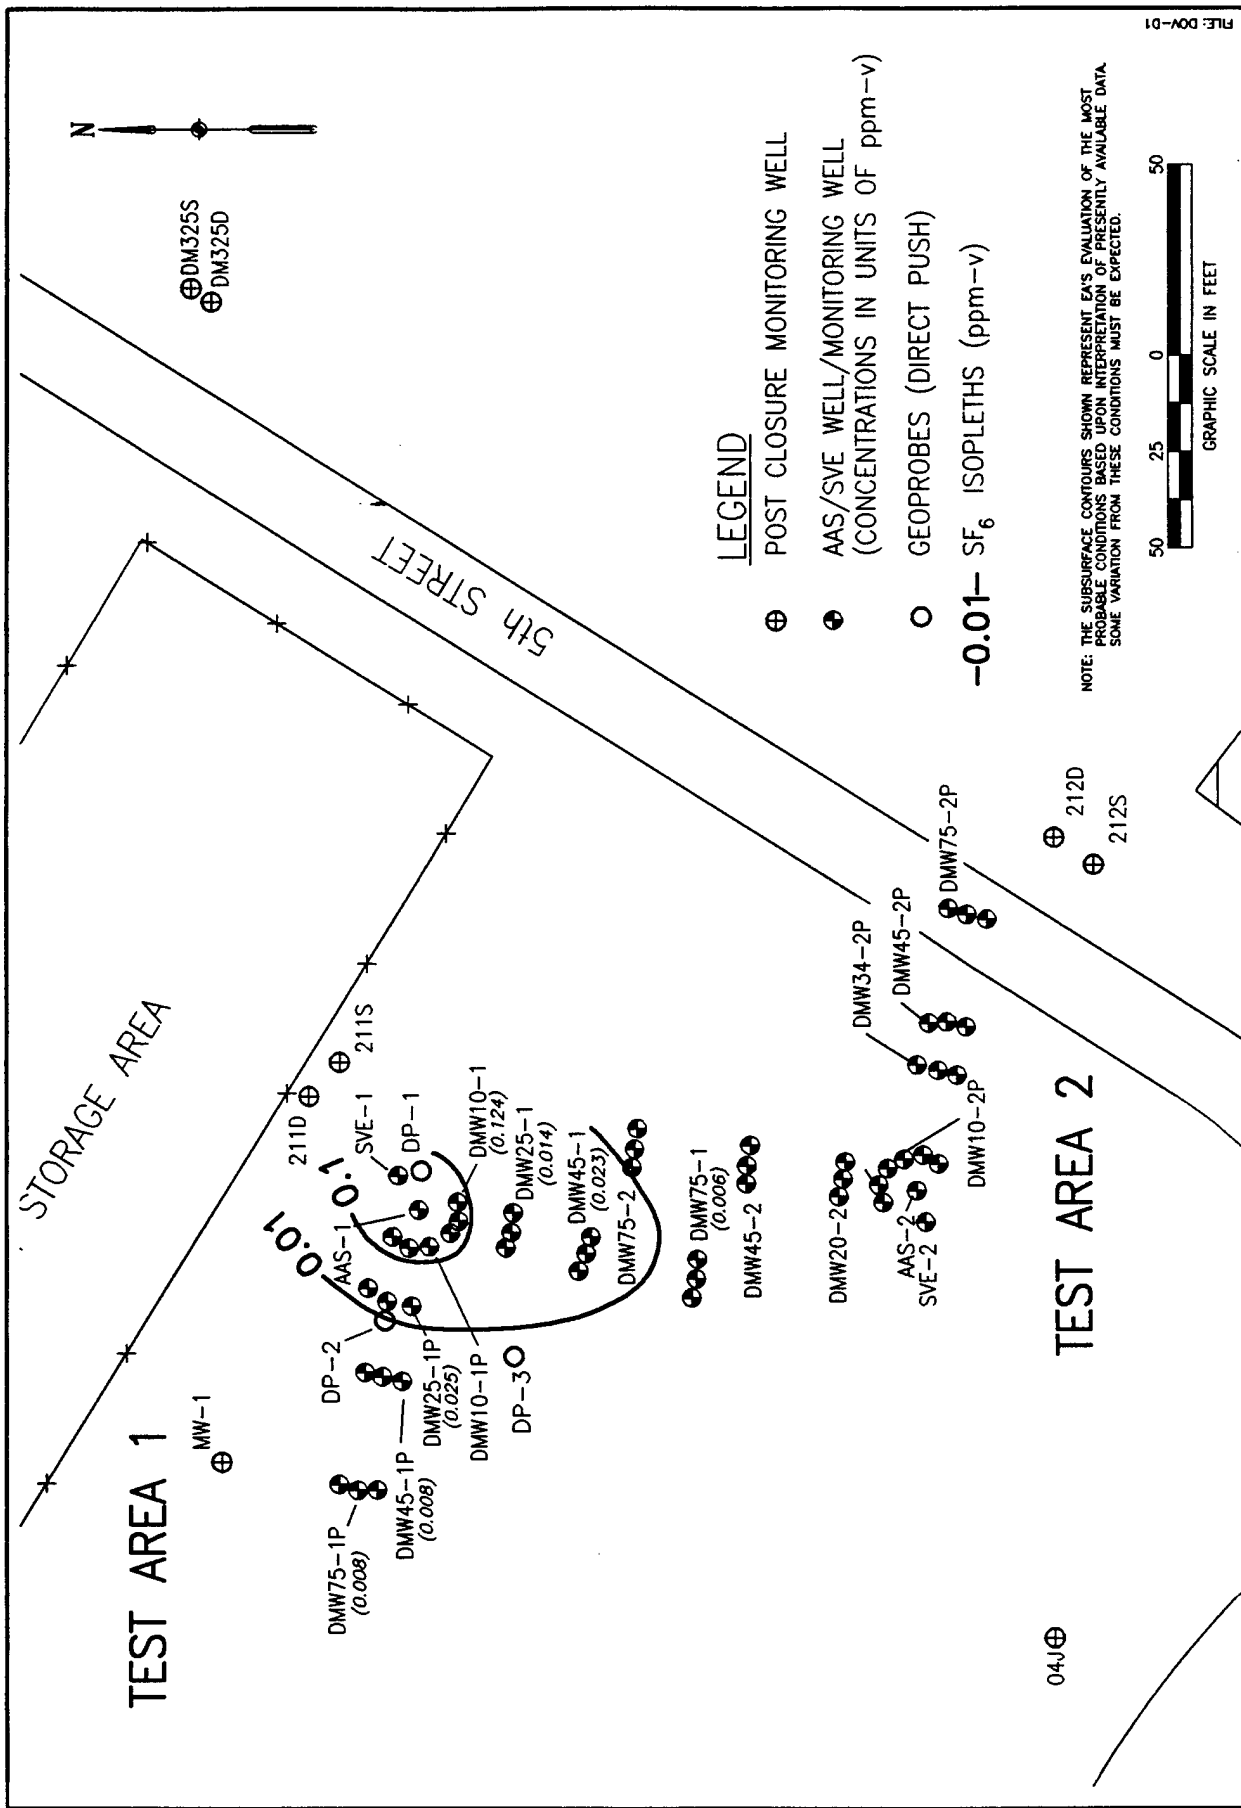 TEST AREA 1
STORAGE AREA
N
MW-1
211D
211S
DM325S
DM325D
5th STREET
0.01
0.1
SVE-1
DP-1
AAS-1
DP-2
DMW75-1P
(0.008)
DMW45-1P
(0.008)
DMW25-1P
(0.025)
DMW10-1P
DP-3
DMW10-1
(0.124)
DMW25-1
(0.014)
DMW45-1
(0.023)
DMW75-2
DMW75-1
(0.006)
DMW45-2
DMW20-2
AAS-2
SVE-2
DMW10-2P
DMW34-2P
DMW45-2P
DMW75-2P
TEST AREA 2
212D
212S
04J
LEGEND
POST CLOSURE MONITORING WELL
AAS/SVE WELL/MONITORING WELL
(CONCENTRATIONS IN UNITS OF ppm-v)
GEOPROBES (DIRECT PUSH)
-0.01- SF6 ISOPLETHS (ppm-v)
NOTE: THE SUBSURFACE CONTOURS SHOWN REPRESENT EA'S EVALUATION OF THE MOST
PROBABLE CONDITIONS BASED UPON INTERPRETATION OF PRESENTLY AVAILABLE DATA.
SOME VARIATION FROM THESE CONDITIONS MUST BE EXPECTED.
50 25 0 50
GRAPHIC SCALE IN FEET
FILE: DOV-D1